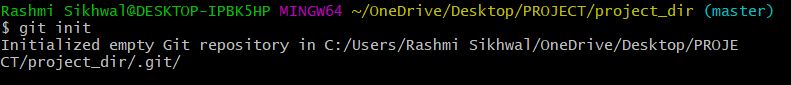 Rashmi Sikhwal@DESKTOP-IPBK5HP MINGW64 ~/OneDrive/Desktop/PROJECT/project_dir (master)
$ git init
Initialized empty Git repository in C:/Users/Rashmi Sikhwal/OneDrive/Desktop/PROJE
CT/project_dir/.git/